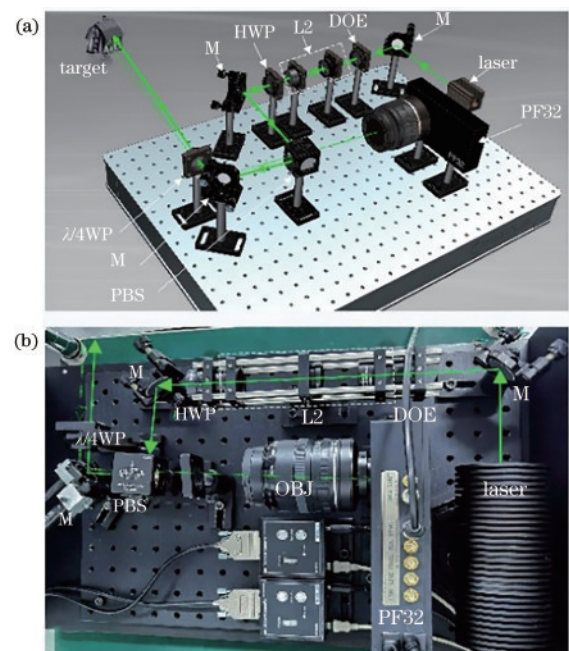 (a)
target
M
HWP
L2
DOE
M
laser
PF32
λ/4WP
M
PBS
(b)
M
HWP
L2
DOE
M
λ/4WP
PBS
OBJ
laser
M
PF32